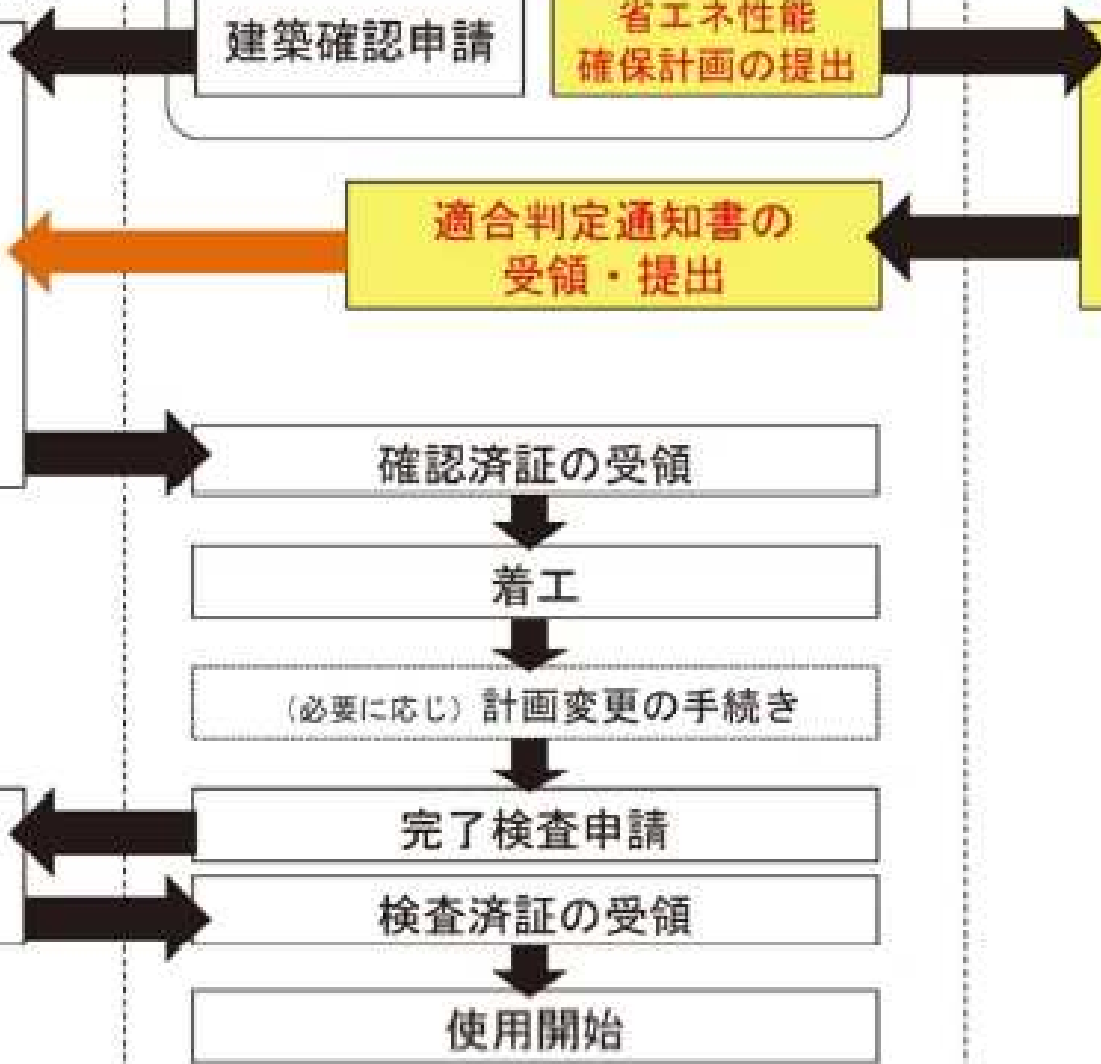 建築確認申請
省エネ性能
確保計画の提出
適合判定通知書の
受領・提出
確認済証の受領
着工
（必要に応じ）計画変更の手続き
完了検査申請
検査済証の受領
使用開始